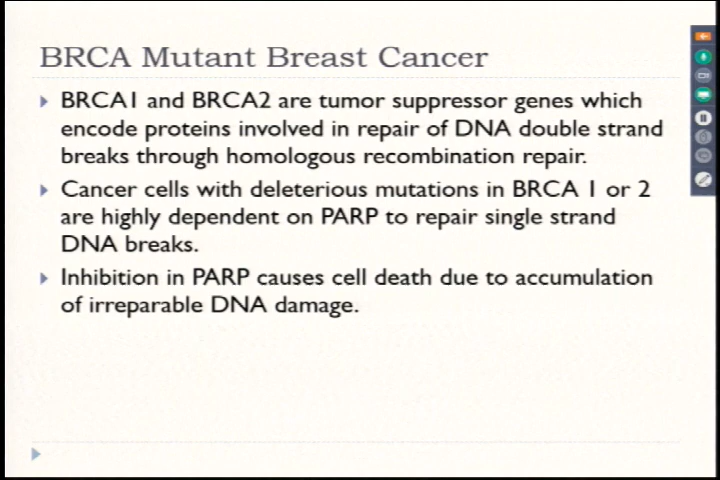 BRCA Mutant Breast Cancer
BRCA1 and BRCA2 are tumor suppressor genes which
encode proteins involved in repair of DNA double strand
breaks through homologous recombination repair.
Cancer cells with deleterious mutations in BRCA 1 or 2
are highly dependent on PARP to repair single strand
DNA breaks.
Inhibition in PARP causes cell death due to accumulation
of irreparable DNA damage.